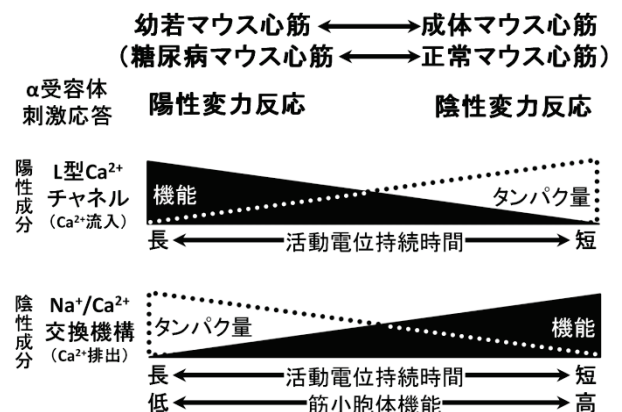 幼若マウス心筋 ⟷ 成体マウス心筋
（糖尿病マウス心筋 ⟷ 正常マウス心筋）
α受容体
刺激応答
陽性変力反応
陰性変力反応
陽性成分
L型Ca²⁺
チャネル
（Ca²⁺流入）
機能
タンパク量
長 ⟷ 活動電位持続時間 → 短
陰性成分
Na⁺/Ca²⁺
交換機構
（Ca²⁺排出）
タンパク量
機能
長 ⟷ 活動電位持続時間 → 短
低 ⟷ 筋小胞体機能 → 高